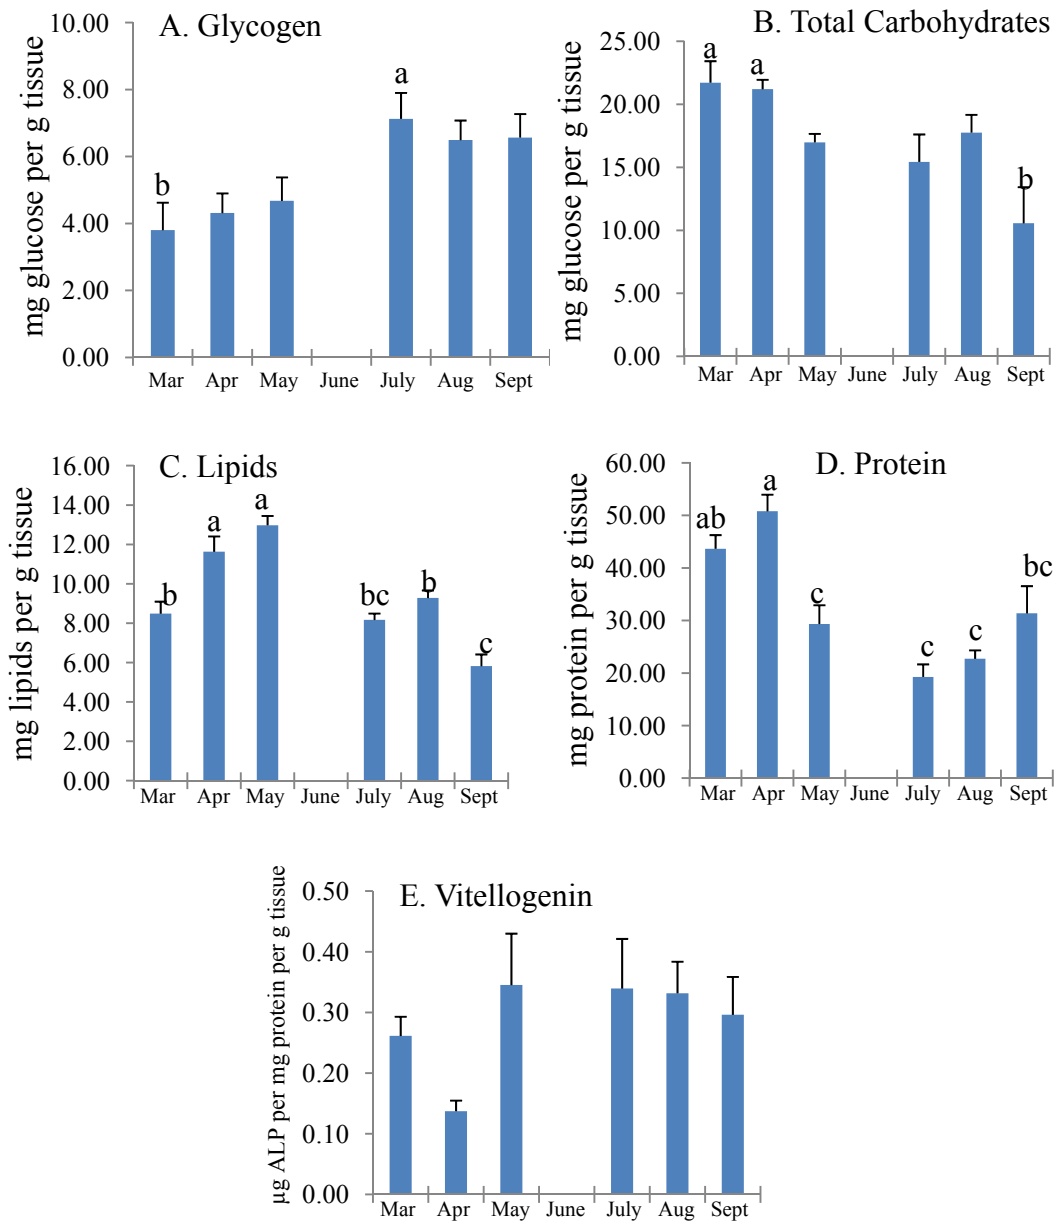 A. Glycogen
mg glucose per g tissue
10.00
8.00
6.00
4.00
2.00
0.00
b
a
Mar Apr May June July Aug Sept
B. Total Carbohydrates
mg glucose per g tissue
25.00
20.00
15.00
10.00
5.00
0.00
a
a
b
Mar Apr May June July Aug Sept
C. Lipids
mg lipids per g tissue
16.00
14.00
12.00
10.00
8.00
6.00
4.00
2.00
0.00
b
a
a
bc
b
c
Mar Apr May June July Aug Sept
D. Protein
mg protein per g tissue
60.00
50.00
40.00
30.00
20.00
10.00
0.00
ab
a
c
c
c
bc
Mar Apr May June July Aug Sept
E. Vitellogenin
µg ALP per mg protein per g tissue
0.50
0.40
0.30
0.20
0.10
0.00
Mar Apr May June July Aug Sept